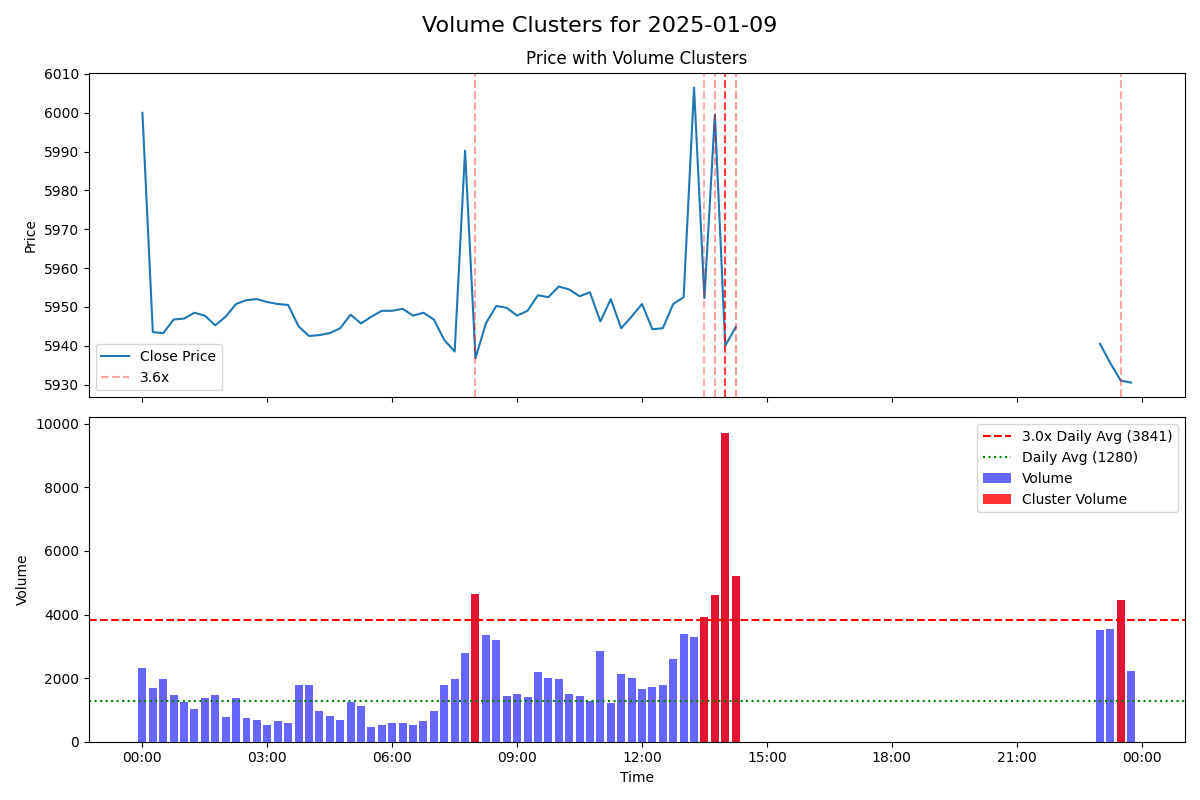 Volume Clusters for 2025-01-09
Price with Volume Clusters
6010
6000
5990
5980
5970
5960
5950
5940
5930
Price
Close Price
3.6x
10000
8000
6000
4000
2000
0
Volume
3.0x Daily Avg (3841)
Daily Avg (1280)
Volume
Cluster Volume
00:00 03:00 06:00 09:00 12:00 15:00 18:00 21:00 00:00
Time